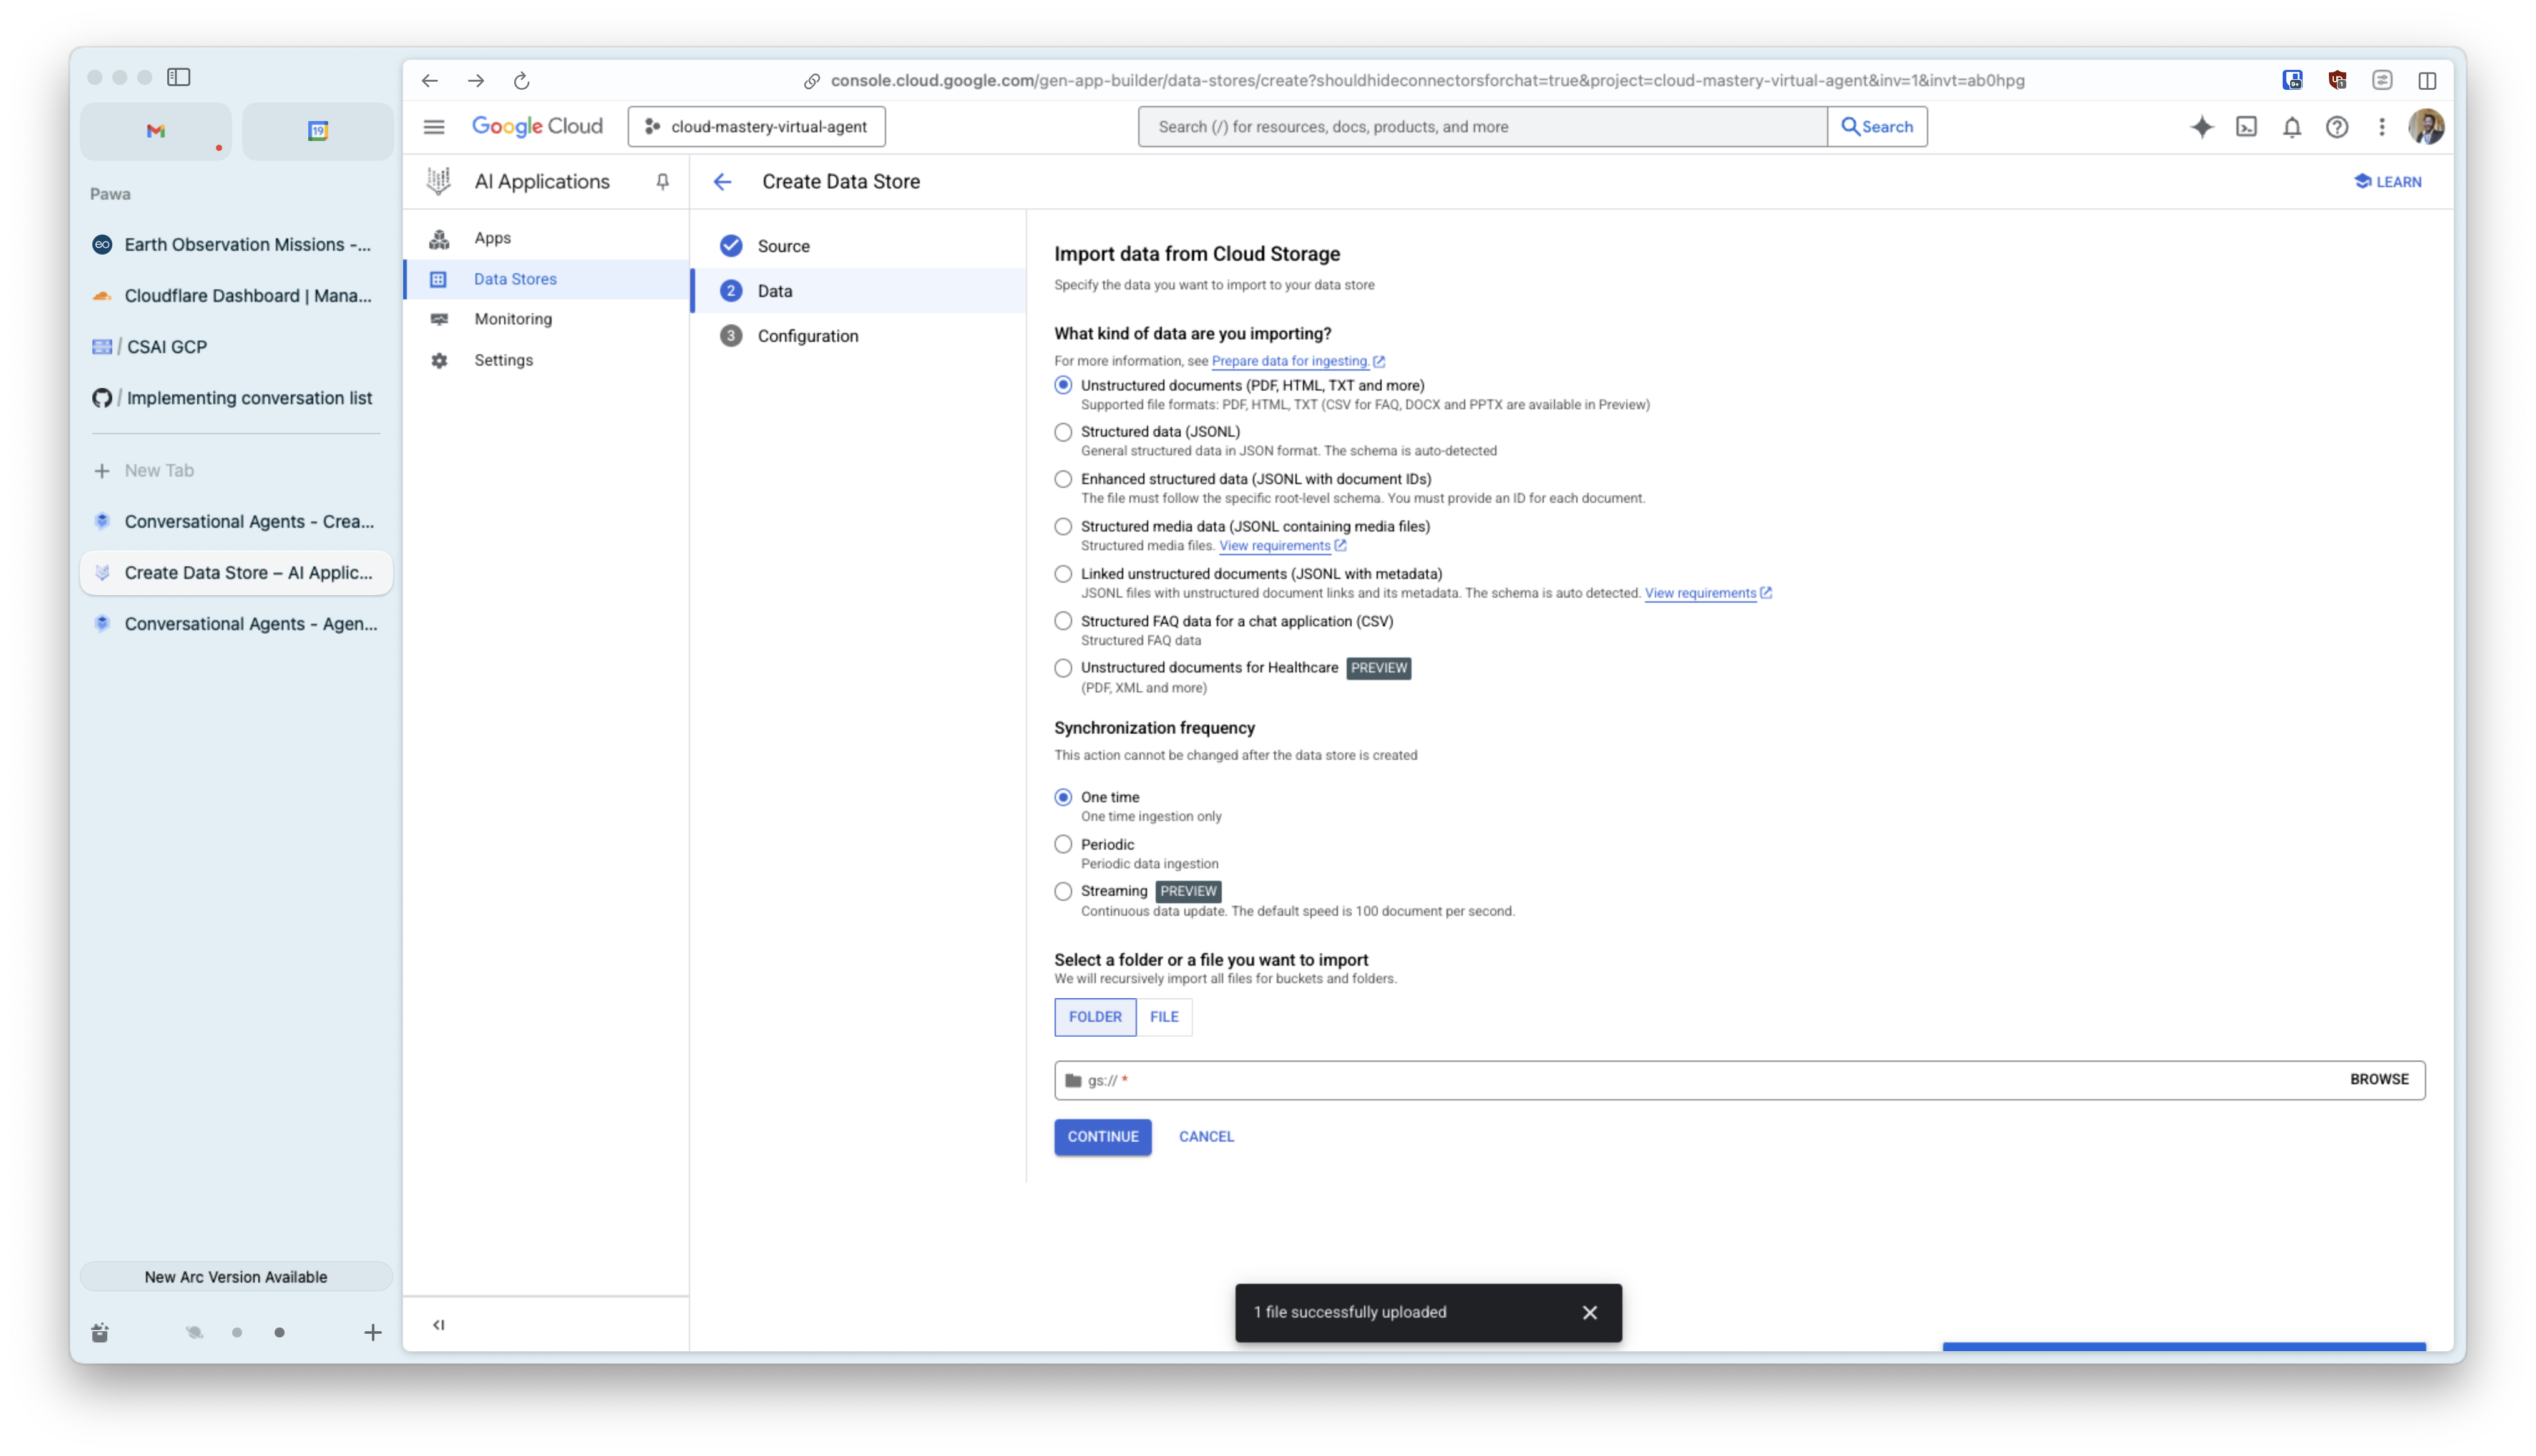 console.cloud.google.com/gen-app-builder/data-stores/create?shouldhideconnectorsforchat=true&project=cloud-mastery-virtual-agent&inv=1&invt=ab0hpg
19
Google Cloud
cloud-mastery-virtual-agent
Search (/) for resources, docs, products, and more
Search
Pawa
Earth Observation Missions -...
Cloudflare Dashboard | Mana...
/ CSAI GCP
/ Implementing conversation list
New Tab
Conversational Agents - Crea...
Create Data Store – AI Applic...
Conversational Agents - Agen...
New Arc Version Available
AI Applications
Apps
Data Stores
Monitoring
Settings
Create Data Store
LEARN
Source
2 Data
3 Configuration
Import data from Cloud Storage
Specify the data you want to import to your data store
What kind of data are you importing?
For more information, see Prepare data for ingesting.
Unstructured documents (PDF, HTML, TXT and more)
Supported file formats: PDF, HTML, TXT (CSV for FAQ, DOCX and PPTX are available in Preview)
Structured data (JSONL)
General structured data in JSON format. The schema is auto-detected
Enhanced structured data (JSONL with document IDs)
The file must follow the specific root-level schema. You must provide an ID for each document.
Structured media data (JSONL containing media files)
Structured media files. View requirements
Linked unstructured documents (JSONL with metadata)
JSONL files with unstructured document links and its metadata. The schema is auto detected. View requirements
Structured FAQ data for a chat application (CSV)
Structured FAQ data
Unstructured documents for Healthcare PREVIEW
(PDF, XML and more)
Synchronization frequency
This action cannot be changed after the data store is created
One time
One time ingestion only
Periodic
Periodic data ingestion
Streaming PREVIEW
Continuous data update. The default speed is 100 document per second.
Select a folder or a file you want to import
We will recursively import all files for buckets and folders.
FOLDER FILE
gs:// *
BROWSE
CONTINUE CANCEL
1 file successfully uploaded